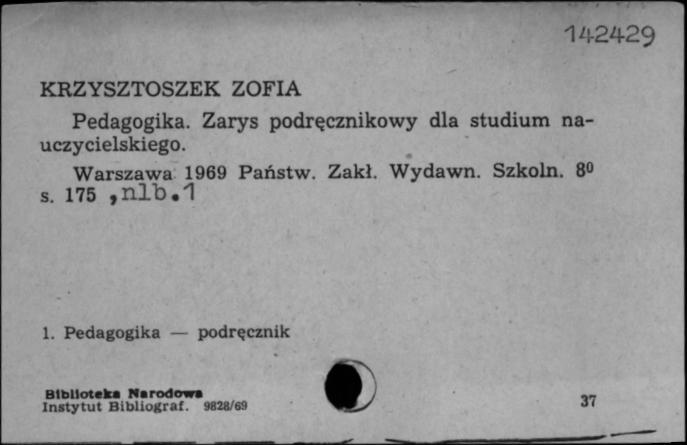 142429
KRZYSZTOSZEK ZOFIA
Pedagogika. Zarys podręcznikowy dla studium na-
uczycielskiego.
Warszawa 1969 Państw. Zakł. Wydawn. Szkoln. 8⁰
s. 175 ,nlb.1
1. Pedagogika — podręcznik
Biblioteka Narodowa
Instytut Bibliograf. 9828/69
37